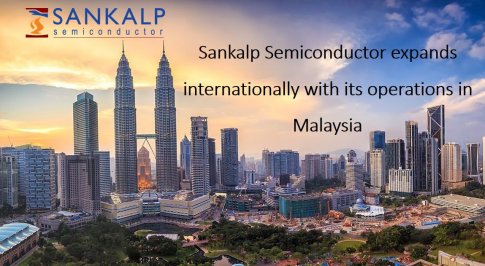 SANKALP
semiconductor
Sankalp Semiconductor expands
internationally with its operations in
Malaysia